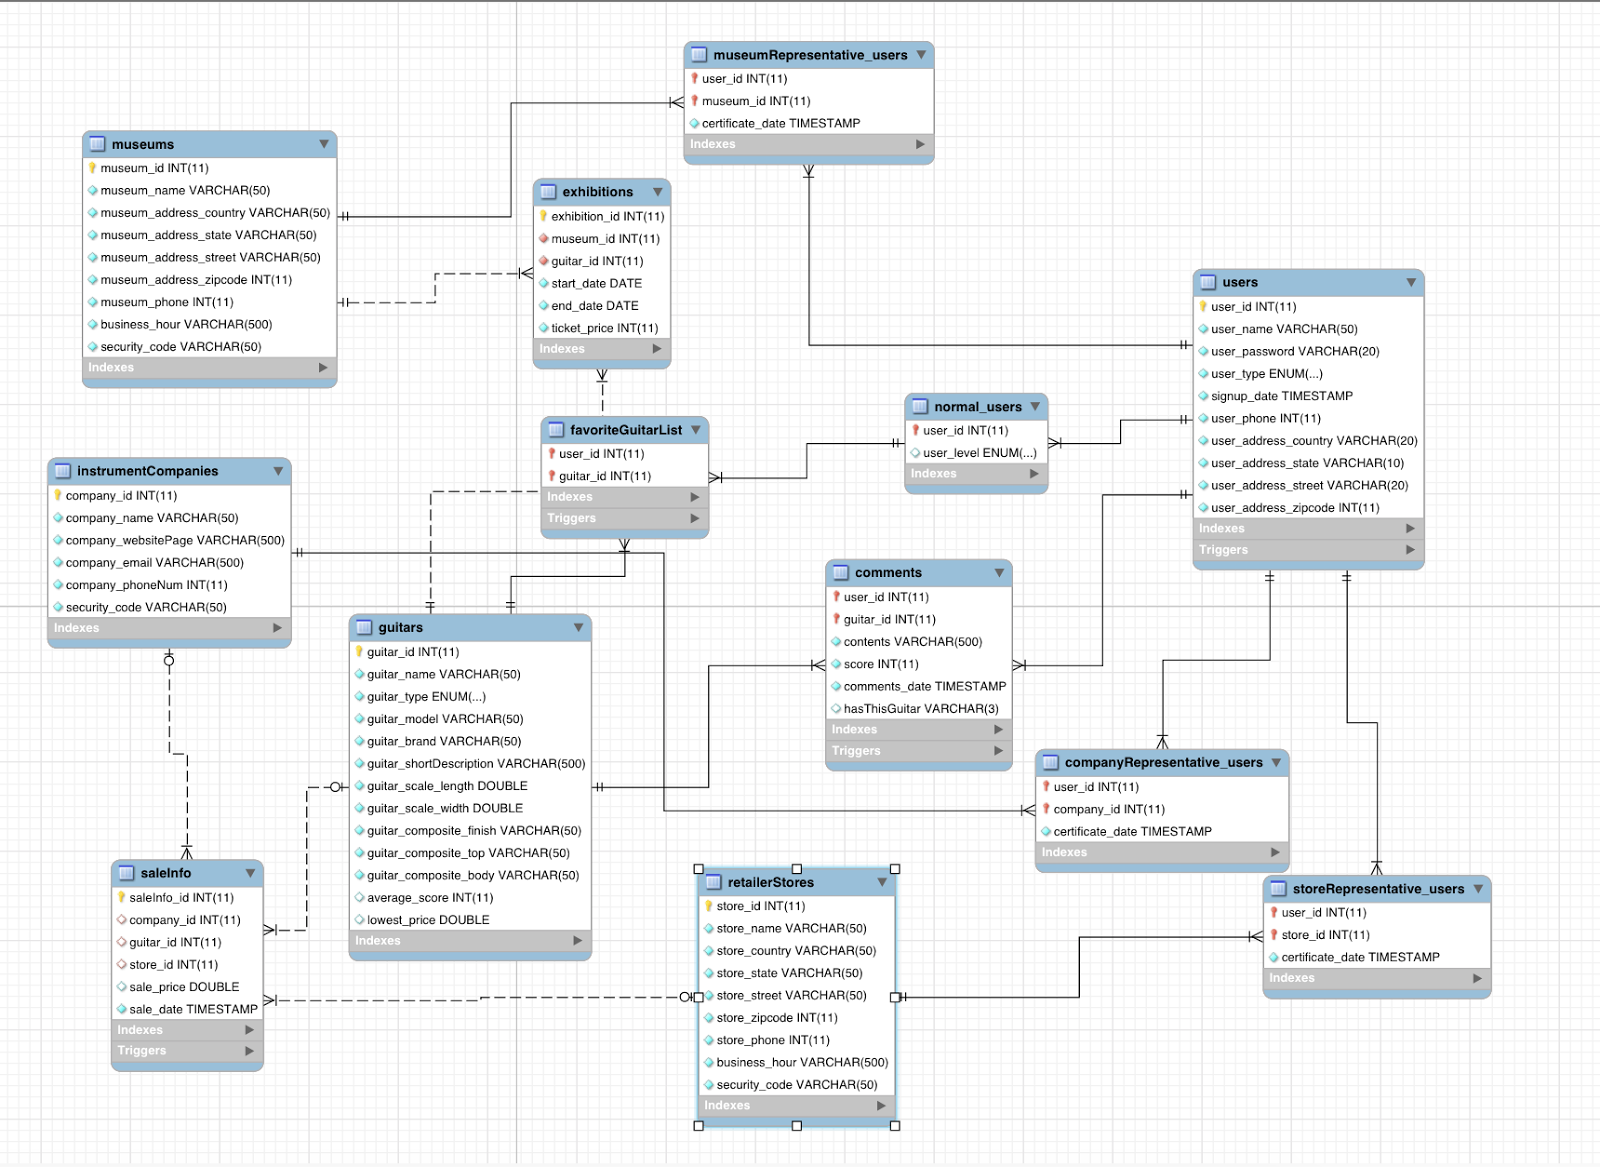 museumRepresentative_users
user_id INT(11)
museum_id INT(11)
certificate_date TIMESTAMP
Indexes
museums
museum_id INT(11)
museum_name VARCHAR(50)
museum_address_country VARCHAR(50)
museum_address_state VARCHAR(50)
museum_address_street VARCHAR(50)
museum_address_zipcode INT(11)
museum_phone INT(11)
business_hour VARCHAR(500)
security_code VARCHAR(50)
Indexes
exhibitions
exhibition_id INT(11)
museum_id INT(11)
guitar_id INT(11)
start_date DATE
end_date DATE
ticket_price INT(11)
Indexes
users
user_id INT(11)
user_name VARCHAR(50)
user_password VARCHAR(20)
user_type ENUM(...)
signup_date TIMESTAMP
user_phone INT(11)
user_address_country VARCHAR(20)
user_address_state VARCHAR(10)
user_address_street VARCHAR(20)
user_address_zipcode INT(11)
Indexes
Triggers
normal_users
user_id INT(11)
user_level ENUM(...)
Indexes
favoriteGuitarList
user_id INT(11)
guitar_id INT(11)
Indexes
Triggers
instrumentCompanies
company_id INT(11)
company_name VARCHAR(50)
company_websitePage VARCHAR(500)
company_email VARCHAR(500)
company_phoneNum INT(11)
security_code VARCHAR(50)
Indexes
comments
user_id INT(11)
guitar_id INT(11)
contents VARCHAR(500)
score INT(11)
comments_date TIMESTAMP
hasThisGuitar VARCHAR(3)
Indexes
Triggers
guitars
guitar_id INT(11)
guitar_name VARCHAR(50)
guitar_type ENUM(...)
guitar_model VARCHAR(50)
guitar_brand VARCHAR(50)
guitar_shortDescription VARCHAR(500)
guitar_scale_length DOUBLE
guitar_scale_width DOUBLE
guitar_composite_finish VARCHAR(50)
guitar_composite_top VARCHAR(50)
guitar_composite_body VARCHAR(50)
average_score INT(11)
lowest_price DOUBLE
Indexes
companyRepresentative_users
user_id INT(11)
company_id INT(11)
certificate_date TIMESTAMP
Indexes
saleInfo
saleInfo_id INT(11)
company_id INT(11)
guitar_id INT(11)
store_id INT(11)
sale_price DOUBLE
sale_date TIMESTAMP
Indexes
Triggers
retailerStores
store_id INT(11)
store_name VARCHAR(50)
store_country VARCHAR(50)
store_state VARCHAR(50)
store_street VARCHAR(50)
store_zipcode INT(11)
store_phone INT(11)
business_hour VARCHAR(500)
security_code VARCHAR(50)
Indexes
storeRepresentative_users
user_id INT(11)
store_id INT(11)
certificate_date TIMESTAMP
Indexes